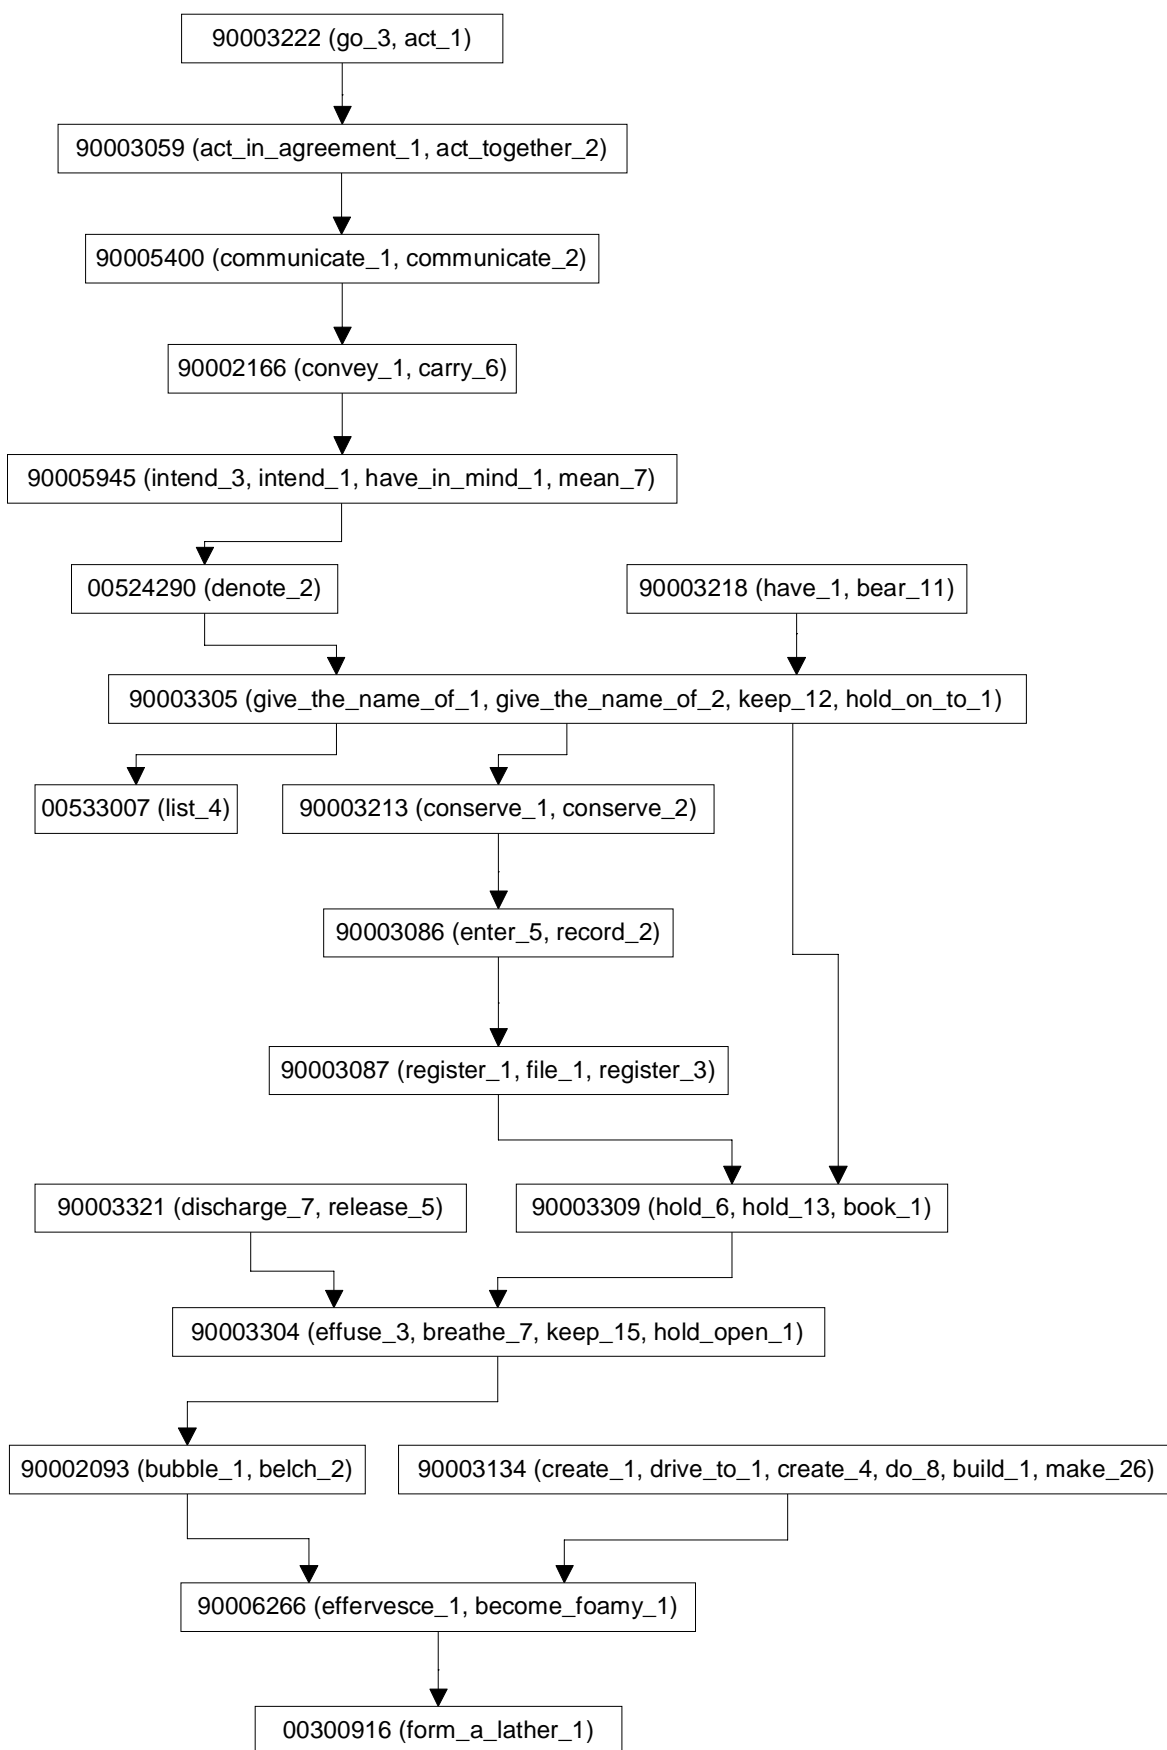 90003222 (go_3, act_1)
90003059 (act_in_agreement_1, act_together_2)
90005400 (communicate_1, communicate_2)
90002166 (convey_1, carry_6)
90005945 (intend_3, intend_1, have_in_mind_1, mean_7)
00524290 (denote_2)
90003218 (have_1, bear_11)
90003305 (give_the_name_of_1, give_the_name_of_2, keep_12, hold_on_to_1)
00533007 (list_4)
90003213 (conserve_1, conserve_2)
90003086 (enter_5, record_2)
90003087 (register_1, file_1, register_3)
90003321 (discharge_7, release_5)
90003309 (hold_6, hold_13, book_1)
90003304 (effuse_3, breathe_7, keep_15, hold_open_1)
90002093 (bubble_1, belch_2)
90003134 (create_1, drive_to_1, create_4, do_8, build_1, make_26)
90006266 (effervesce_1, become_foamy_1)
00300916 (form_a_lather_1)